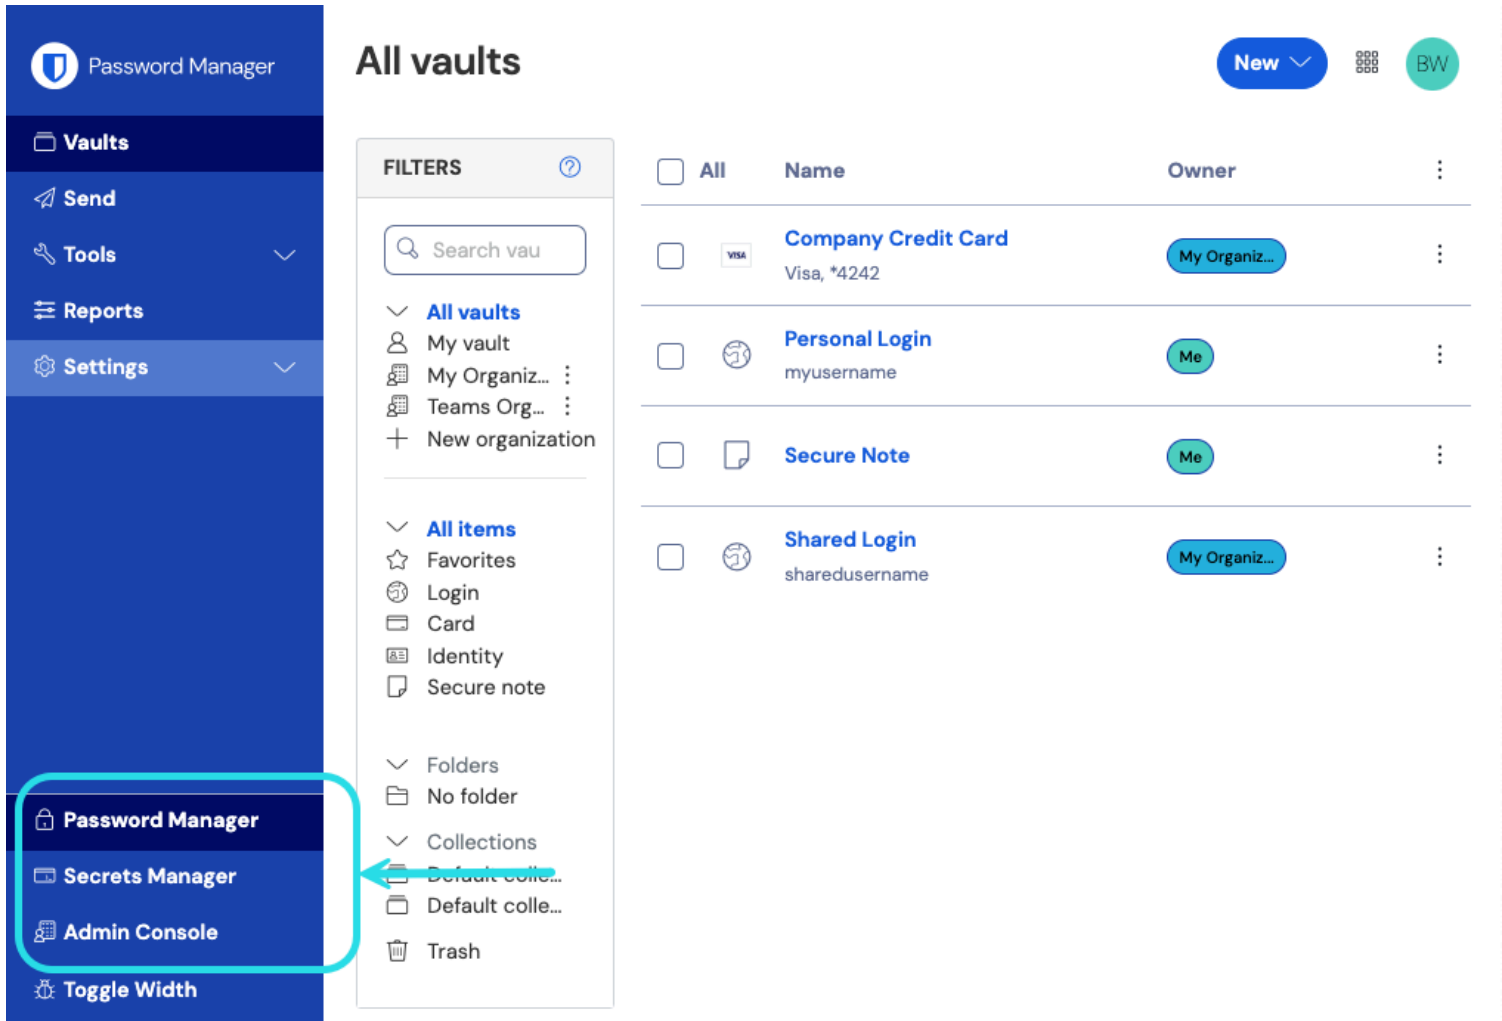 Password Manager
Vaults
Send
Tools
Reports
Settings
Password Manager
Secrets Manager
Admin Console
Toggle Width
All vaults
New
BW
FILTERS
Search vau
All vaults
My vault
My Organiz...
Teams Org...
New organization
All items
Favorites
Login
Card
Identity
Secure note
Folders
No folder
Collections
Default colle...
Default colle...
Trash
All Name Owner
VISA
Company Credit Card
Visa, *4242
My Organiz...
Personal Login
myusername
Me
Secure Note
Me
Shared Login
sharedusername
My Organiz...